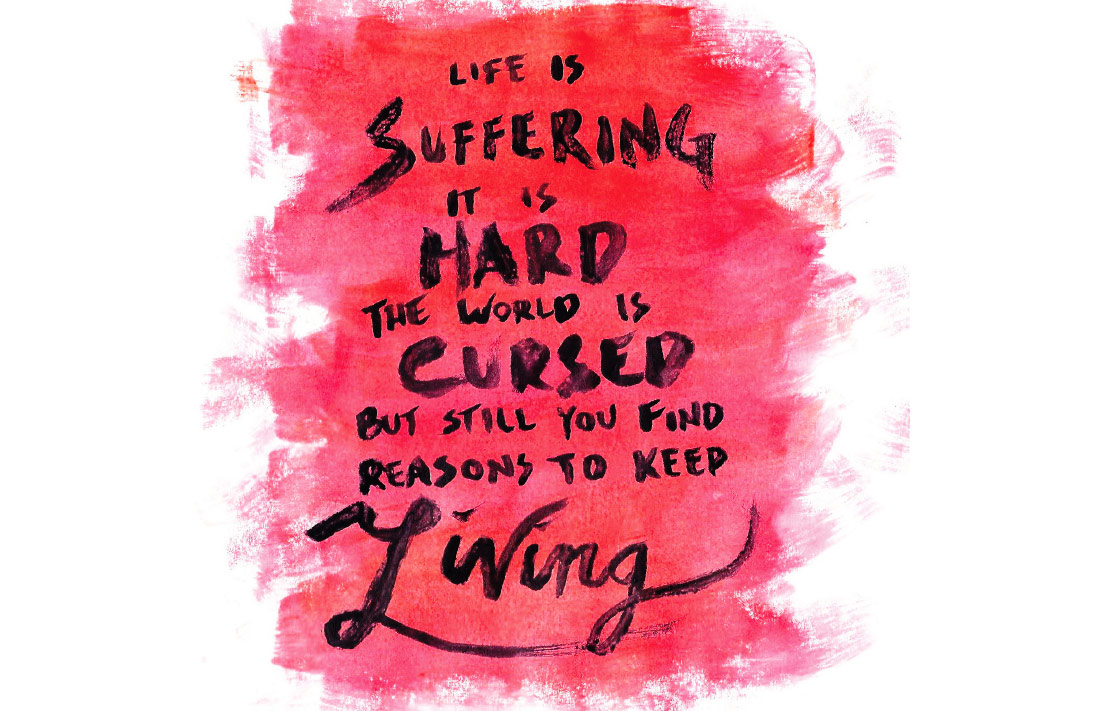 LIFE IS
SUFFERING
IT IS
HARD
THE WORLD IS
CURSED
BUT STILL YOU FIND
REASONS TO KEEP
Living